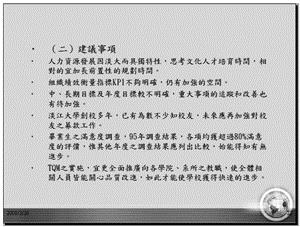 （二）建議事項
人力資源發展因淡大而具獨特性，思考文化人才培育時間，相
對的宜加長前置性的規劃時間。
組織績效衡量指標KPI不夠明確，仍有加強的空間。
中、長期目標及年度目標較不明確，重大事項的追蹤和改善也
有待加強。
淡江大學創校多年，已有為數不少校友，未來應再加強對校
友之募款工作。
畢業生之滿意度調查，95年調查結果，各項均獲超過80%滿意
度的評價，惟其他年度之調查結果應列出比較，始能得知有無
進步。
TQM之實施，宜更全面推廣向各學院、系所之教職，使全體相
關人員皆能關心品質改進，如此才能使學校獲得快速的進步。